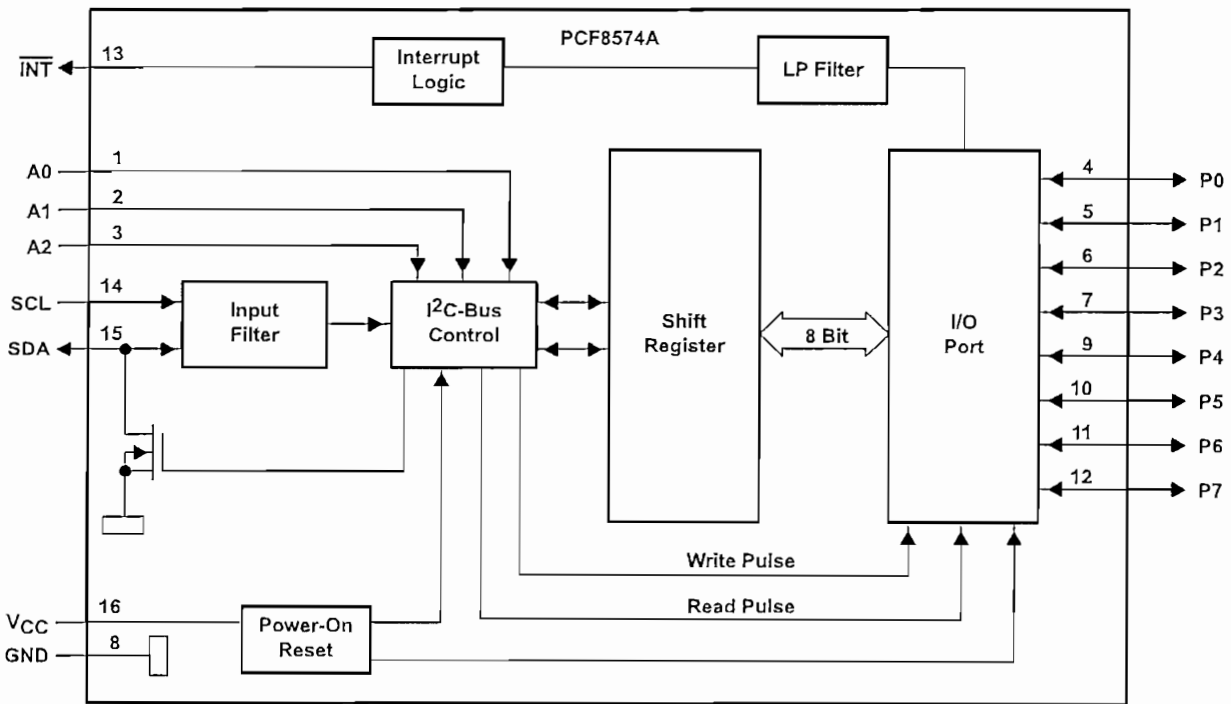 PCF8574A
INT
13
Interrupt
Logic
LP Filter
A0
1
A1
2
A2
3
SCL
14
SDA
15
Input
Filter
I²C-Bus
Control
Shift
Register
8 Bit
I/O
Port
4
P0
5
P1
6
P2
7
P3
9
P4
10
P5
11
P6
12
P7
Write Pulse
Read Pulse
VCC
16
GND
8
Power-On
Reset